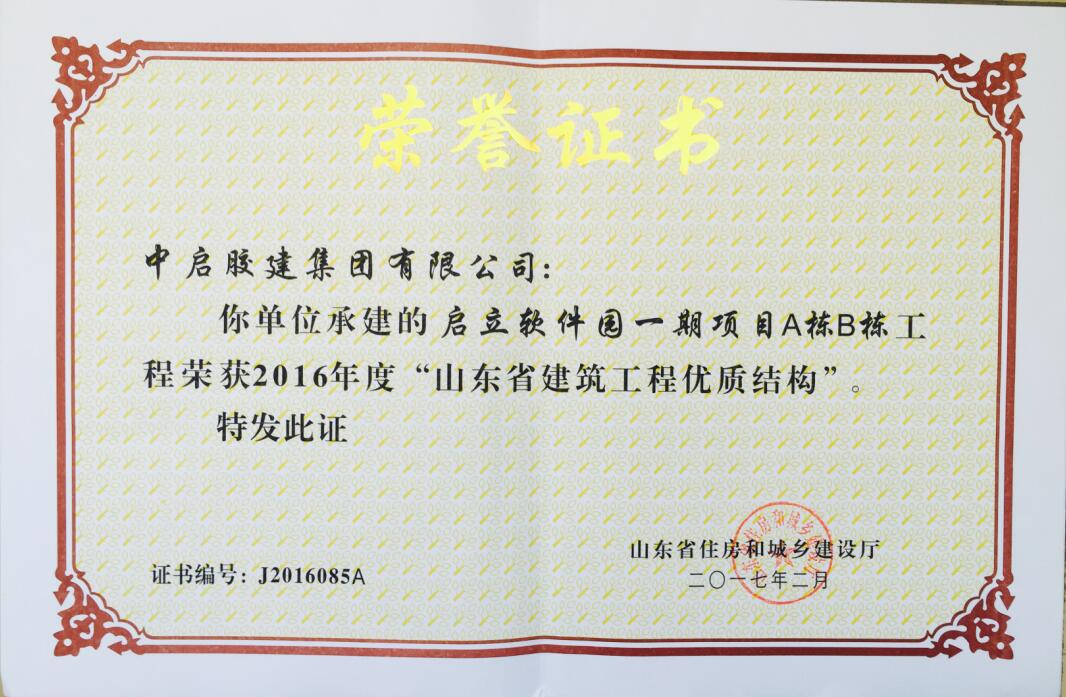 荣誉证书
中启胶建集团有限公司：
你单位承建的启立软件园一期项目A栋B栋工
程荣获2016年度“山东省建筑工程优质结构”。
特发此证
山东省住房和城乡建设厅
证书编号：J2016085A
二〇一七年二月